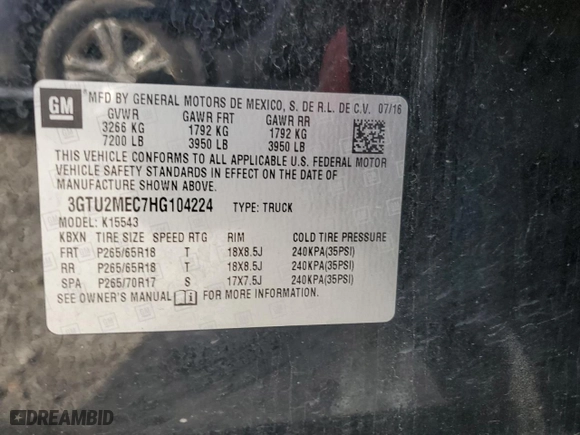 GM
MFD BY GENERAL MOTORS DE MEXICO, S. DE R.L. DE C.V. 07/16
GVWR GAWR FRT GAWR RR
3266 KG 1792 KG 1792 KG
7200 LB 3950 LB 3950 LB
THIS VEHICLE CONFORMS TO ALL APPLICABLE U.S. FEDERAL MOTOR
VEHICLE SAFETY STANDARDS IN EFFECT ON THE DATE OF
MANUFACTURE SHOWN ABOVE.
3GTU2MEC7HG104224 TYPE: TRUCK
MODEL: K15543
KBXN TIRE SIZE SPEED RTG RIM COLD TIRE PRESSURE
FRT P265/65R18 T 18X8.5J 240KPA(35PSI)
RR P265/65R18 T 18X8.5J 240KPA(35PSI)
SPA P265/70R17 S 17X7.5J 240KPA(35PSI)
SEE OWNER'S MANUAL i FOR MORE INFORMATION.
DREAMBID